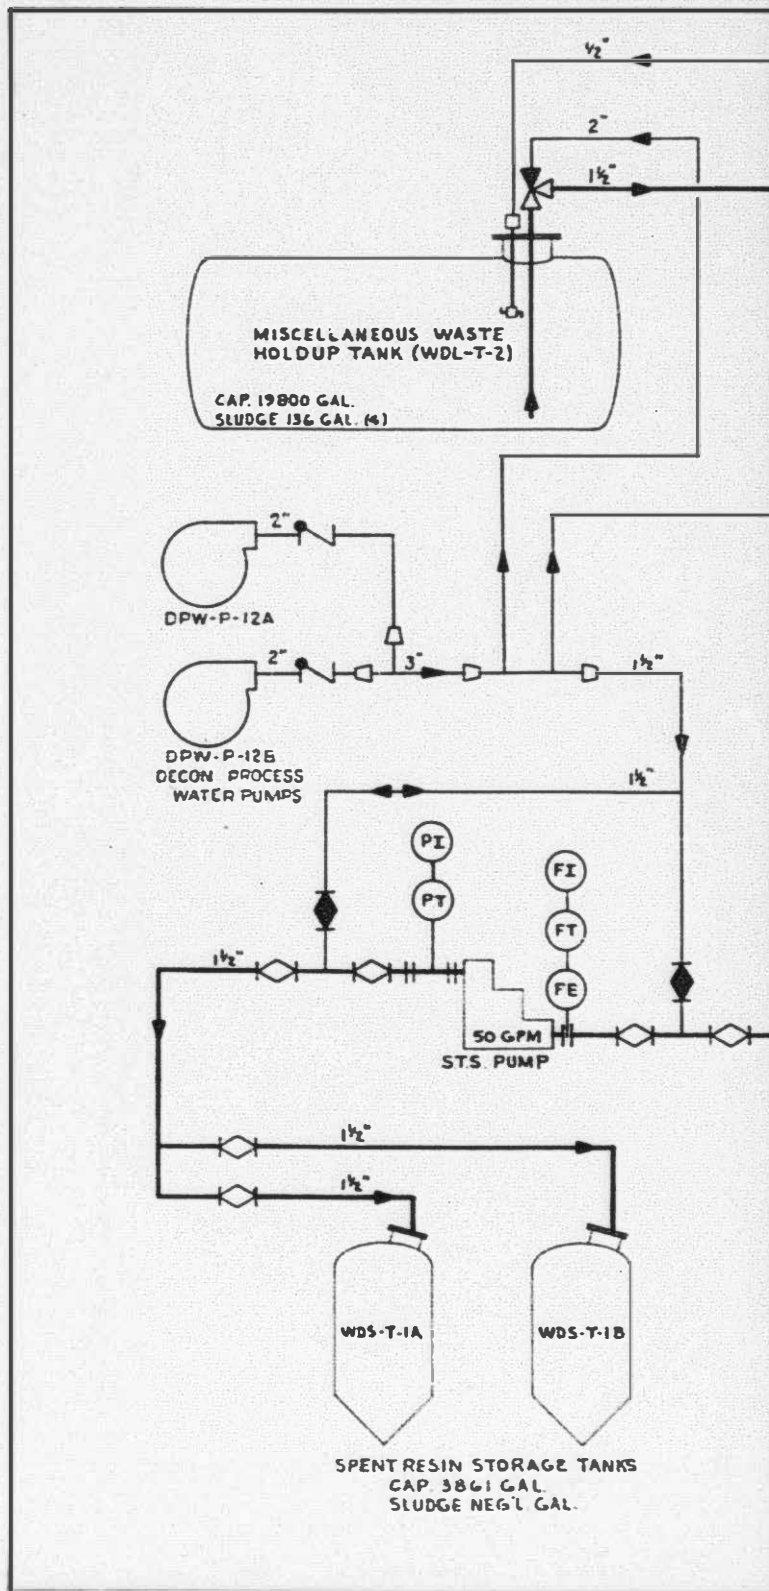 ½"
2"
1½"
MISCELLANEOUS WASTE
HOLDUP TANK (WDL-T-2)
CAP. 19800 GAL.
SLUDGE 136 GAL. (4)
2"
DPW-P-12A
2"
3"
1½"
DPW-P-12B
DECON PROCESS
WATER PUMPS
1½"
PI
FI
PT
FT
1½"
FE
50 GPM
S.T.S. PUMP
1½"
1½"
WDS-T-1A
WDS-T-1B
SPENT RESIN STORAGE TANKS
CAP. 3861 GAL.
SLUDGE NEG'L GAL.